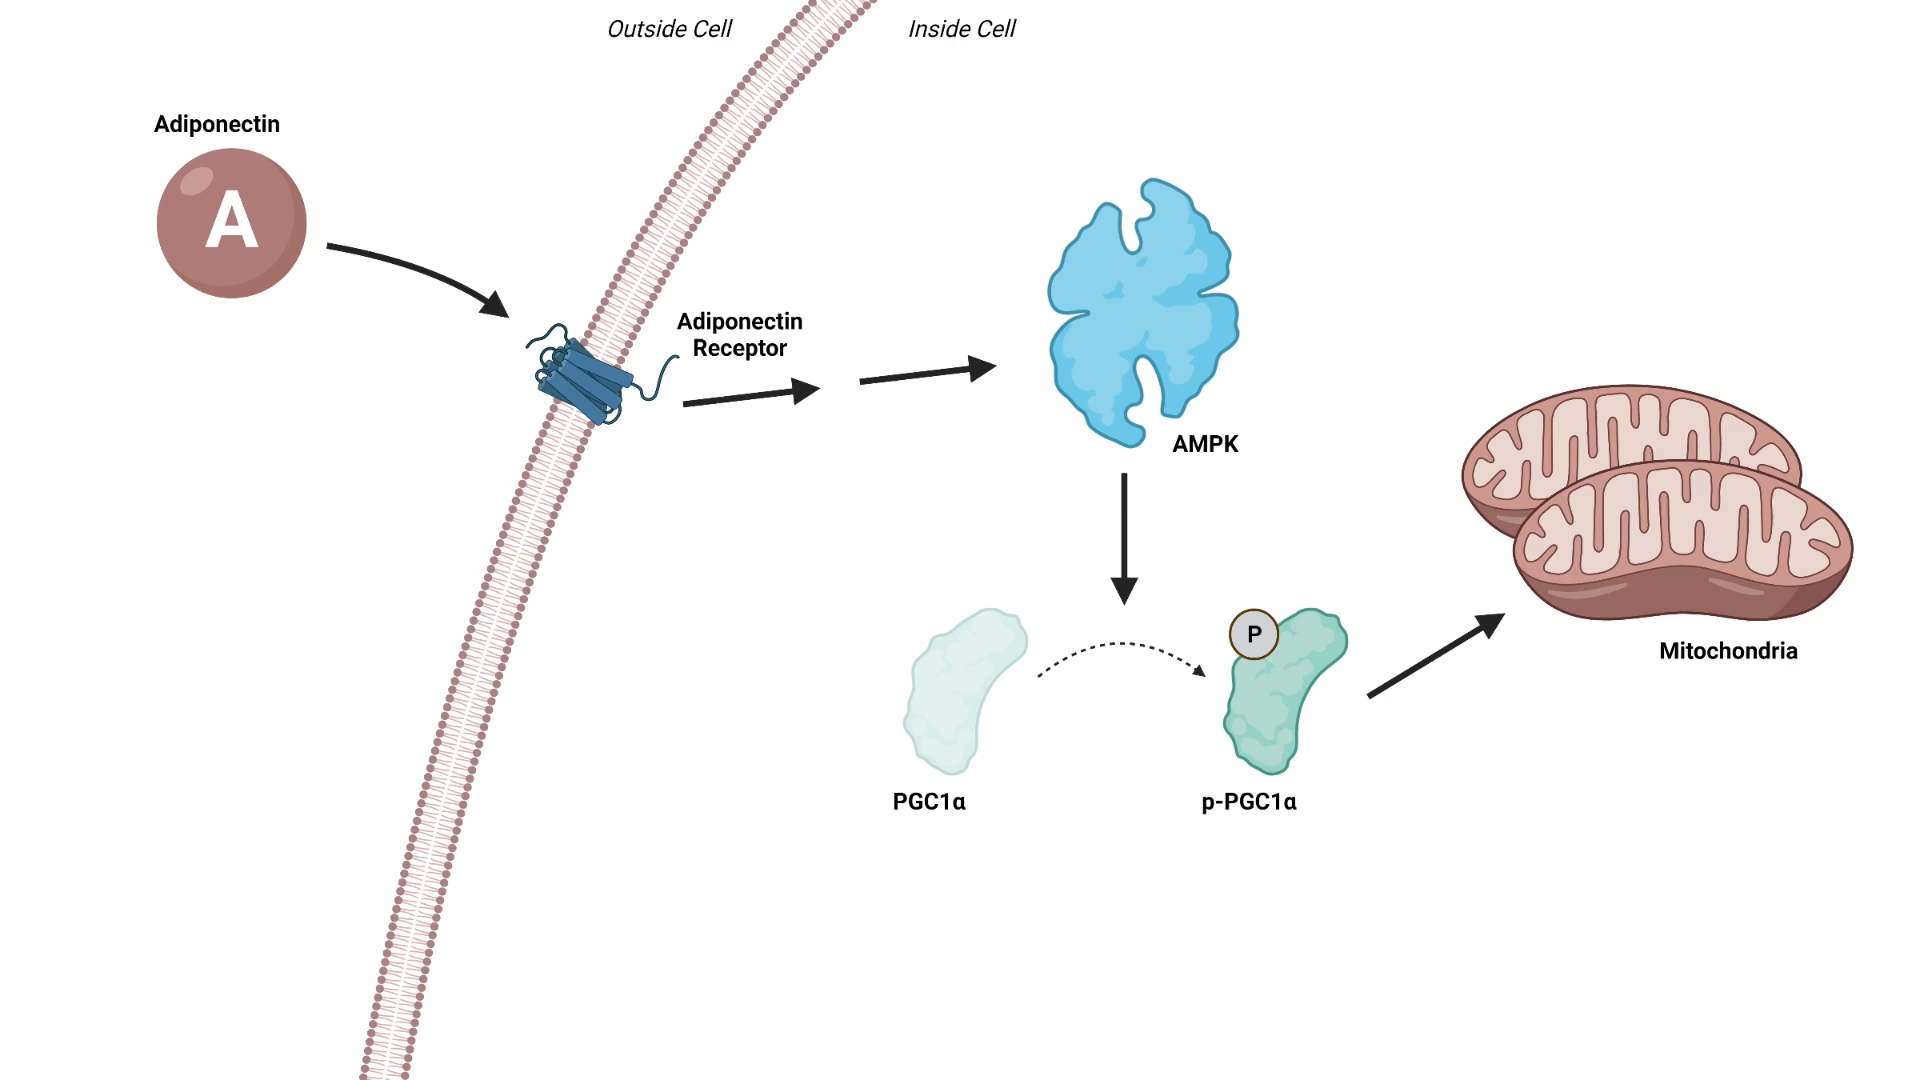 Outside Cell
Inside Cell
Adiponectin
A
Adiponectin
Receptor
AMPK
P
Mitochondria
PGC1α
p-PGC1α